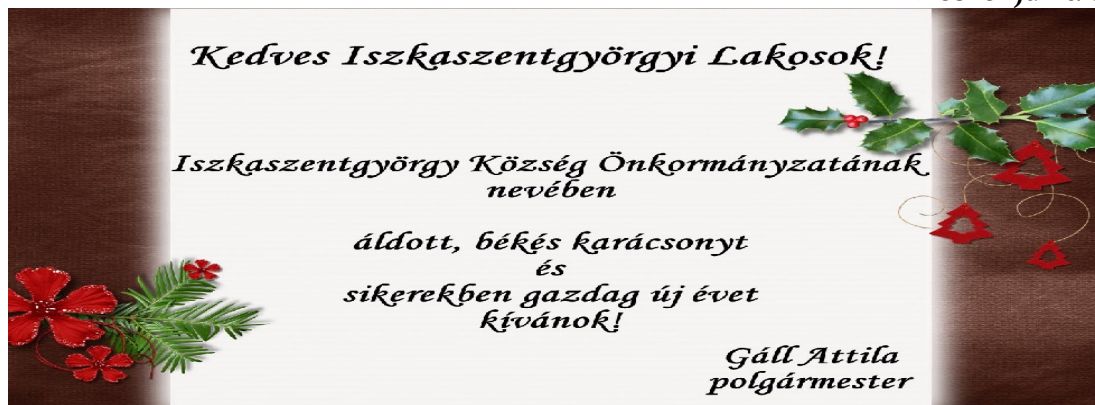 Kedves Iszkaszentgyörgyi Lakosok!
Iszkaszentgyörgy Község Önkormányzatának
nevében
áldott, békés karácsonyt
és
sikerekben gazdag új évet
kívánok!
Gáll Attila
polgármester